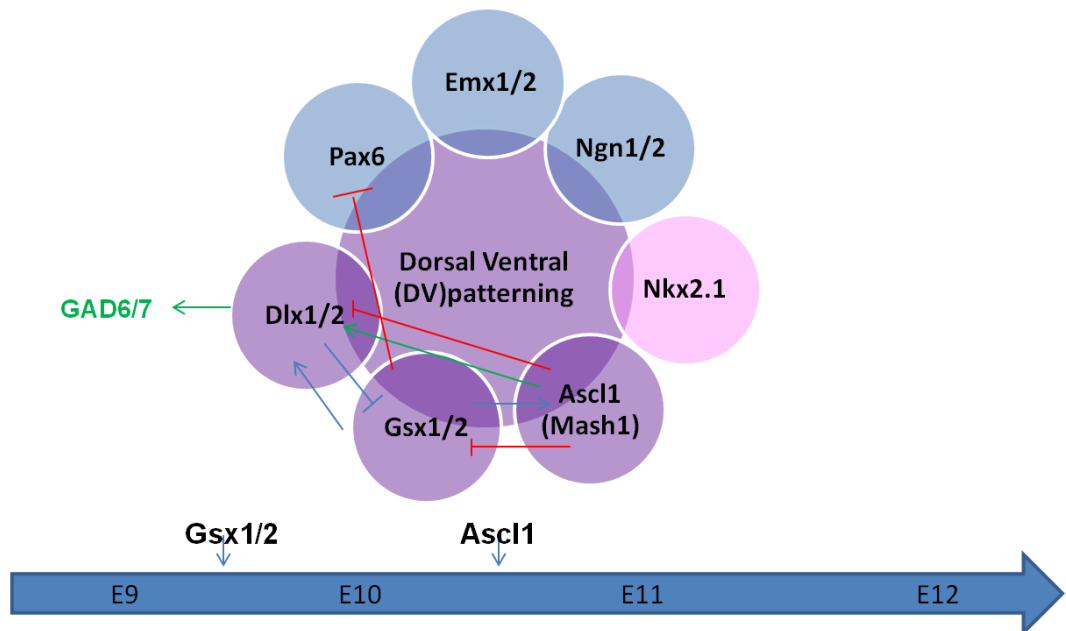 Emx1/2
Pax6
Ngn1/2
Dorsal Ventral
(DV)patterning
Nkx2.1
GAD6/7
Dlx1/2
Ascl1
(Mash1)
Gsx1/2
Gsx1/2
Ascl1
E9
E10
E11
E12